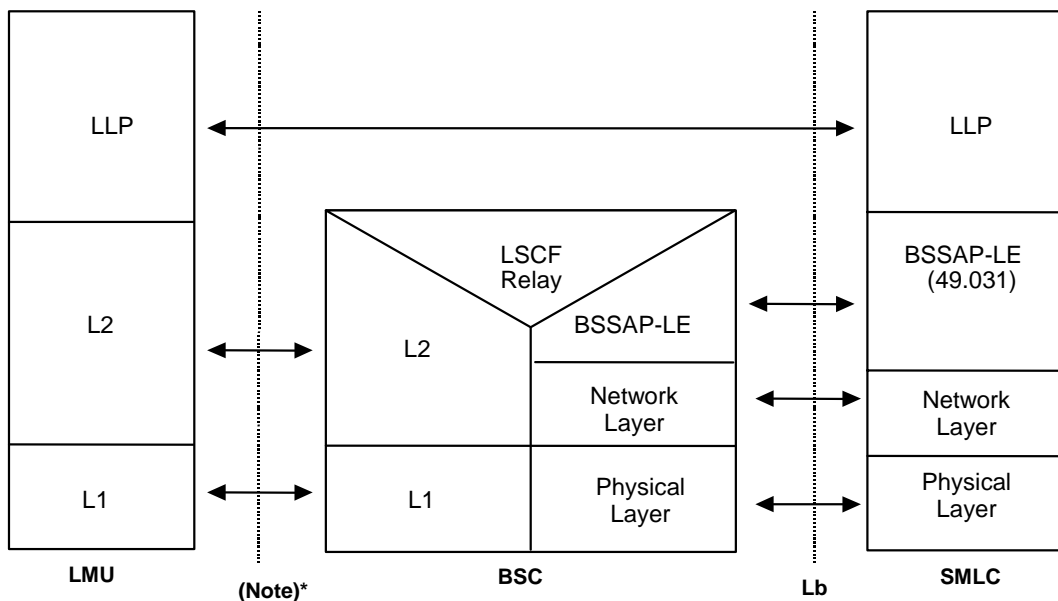 LLP
L2
L1
LMU
(Note)*
LSCF
Relay
L2
BSSAP-LE
Network
Layer
L1
Physical
Layer
BSC
Lb
LLP
BSSAP-LE
(49.031)
Network
Layer
Physical
Layer
SMLC